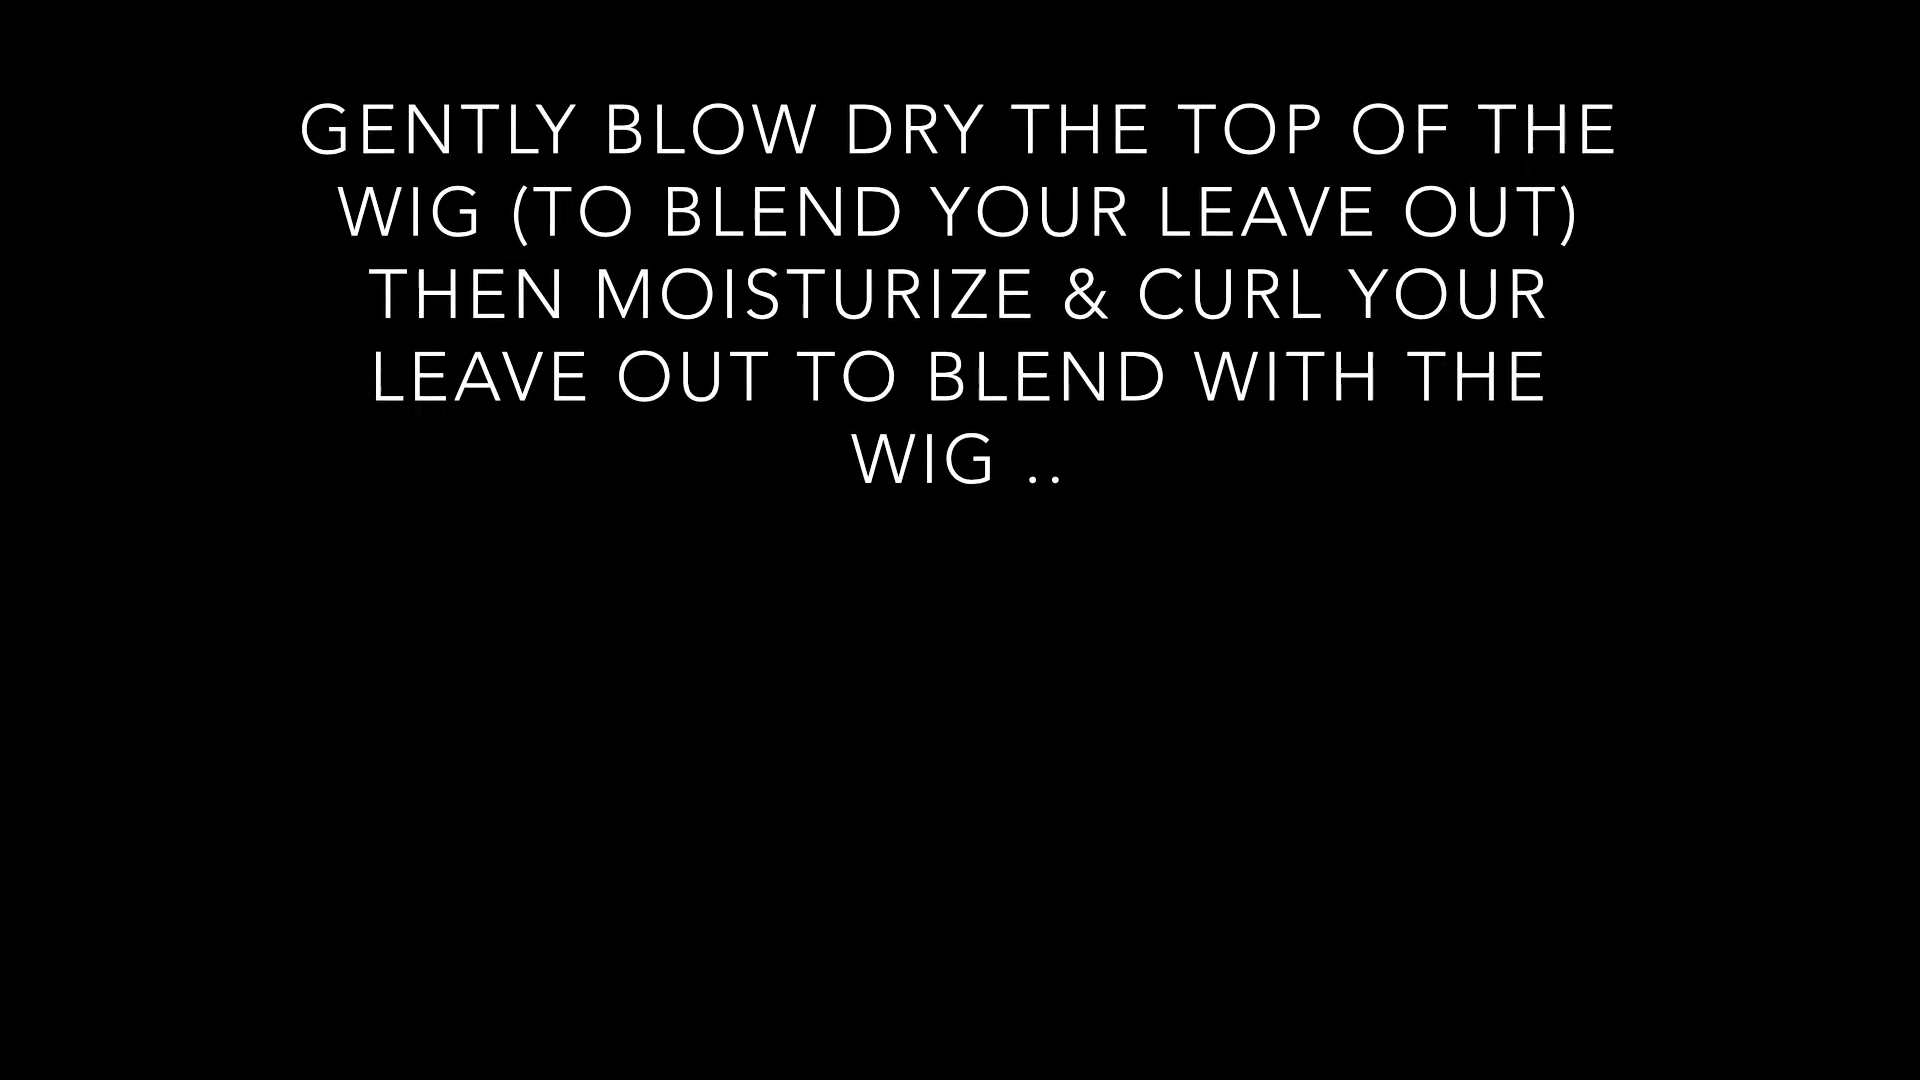 GENTLY BLOW DRY THE TOP OF THE
WIG (TO BLEND YOUR LEAVE OUT)
THEN MOISTURIZE & CURL YOUR
LEAVE OUT TO BLEND WITH THE
WIG ..